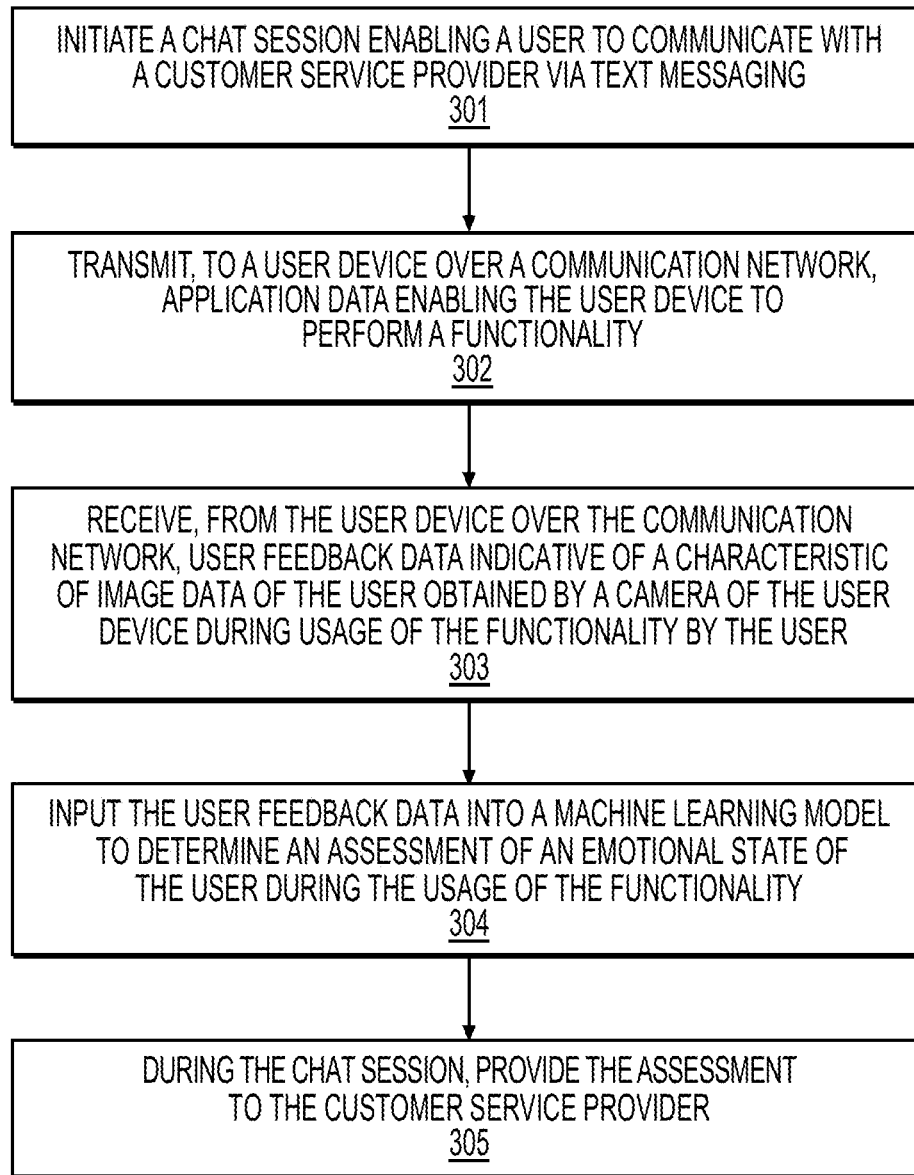 INITIATE A CHAT SESSION ENABLING A USER TO COMMUNICATE WITH
A CUSTOMER SERVICE PROVIDER VIA TEXT MESSAGING
301
TRANSMIT, TO A USER DEVICE OVER A COMMUNICATION NETWORK,
APPLICATION DATA ENABLING THE USER DEVICE TO
PERFORM A FUNCTIONALITY
302
RECEIVE, FROM THE USER DEVICE OVER THE COMMUNICATION
NETWORK, USER FEEDBACK DATA INDICATIVE OF A CHARACTERISTIC
OF IMAGE DATA OF THE USER OBTAINED BY A CAMERA OF THE USER
DEVICE DURING USAGE OF THE FUNCTIONALITY BY THE USER
303
INPUT THE USER FEEDBACK DATA INTO A MACHINE LEARNING MODEL
TO DETERMINE AN ASSESSMENT OF AN EMOTIONAL STATE OF
THE USER DURING THE USAGE OF THE FUNCTIONALITY
304
DURING THE CHAT SESSION, PROVIDE THE ASSESSMENT
TO THE CUSTOMER SERVICE PROVIDER
305